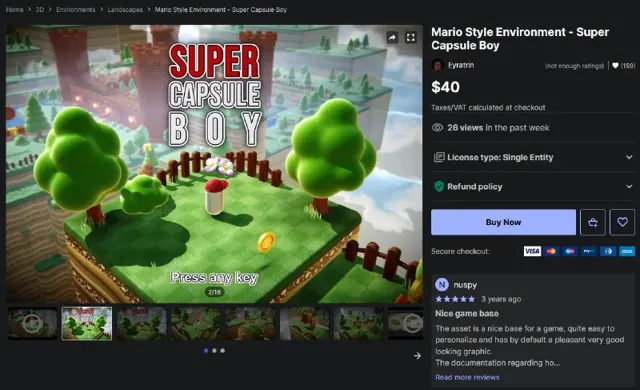 Home > 3D > Environments > Landscapes > Mario Style Environment - Super Capsule Boy
SUPER
CAPSULE
BOY
Press any key
2/18
Mario Style Environment - Super
Capsule Boy
Eyratrin
(not enough ratings)
(159)
$40
Taxes/VAT calculated at checkout
26 views in the past week
License type: Single Entity
Refund policy
Buy Now
Secure checkout:
VISA
N nuspy
3 years ago
Nice game base
The asset is a nice base for a game, quite easy to
personalize and has by default a pleasant very good
looking graphic.
The documentation regarding ho...
Read more reviews